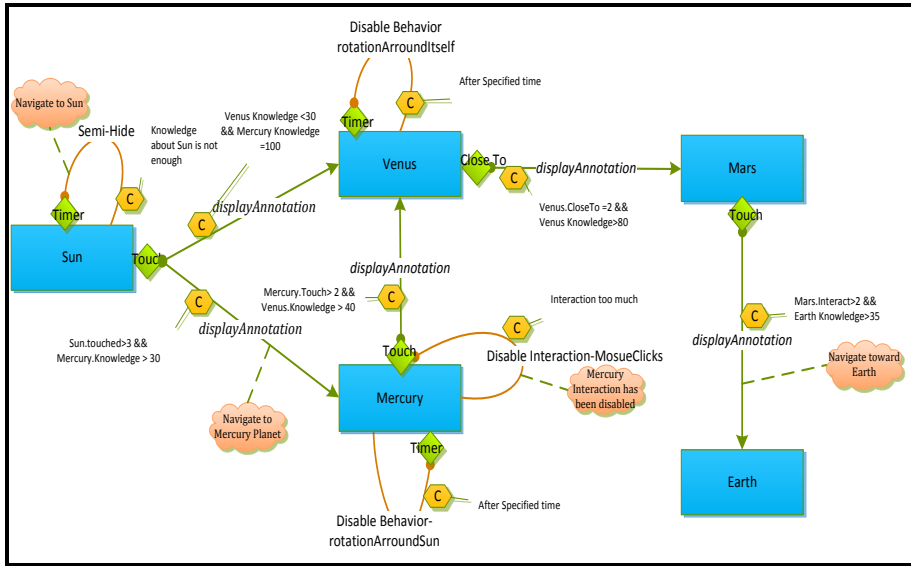 Disable Behavior
rotationArroundItself
Navigate to Sun
After Specified time
C
Venus Knowledge <30
&& Mercury Knowledge
=100
Timer
Semi-Hide
Knowledge
about Sun is not
enough
C
Venus
Close To
displayAnnotation
Mars
C
C
displayAnnotation
Venus.CloseTo =2 &&
Venus Knowledge>80
Timer
Touch
Sun
Touch
displayAnnotation
Mercury.Touch> 2 &&
Venus.Knowledge > 40
C
C
Interaction too much
C
Mars.Interact>2 &&
Earth Knowledge>35
C
displayAnnotation
displayAnnotation
Sun.touched>3 &&
Mercury.Knowledge > 30
Touch
Disable Interaction-MosueClicks
Navigate toward
Earth
Mercury
Interaction has
been disabled
Mercury
Navigate to
Mercury Planet
Timer
Earth
C
After Specified time
Disable Behavior-
rotationArroundSun